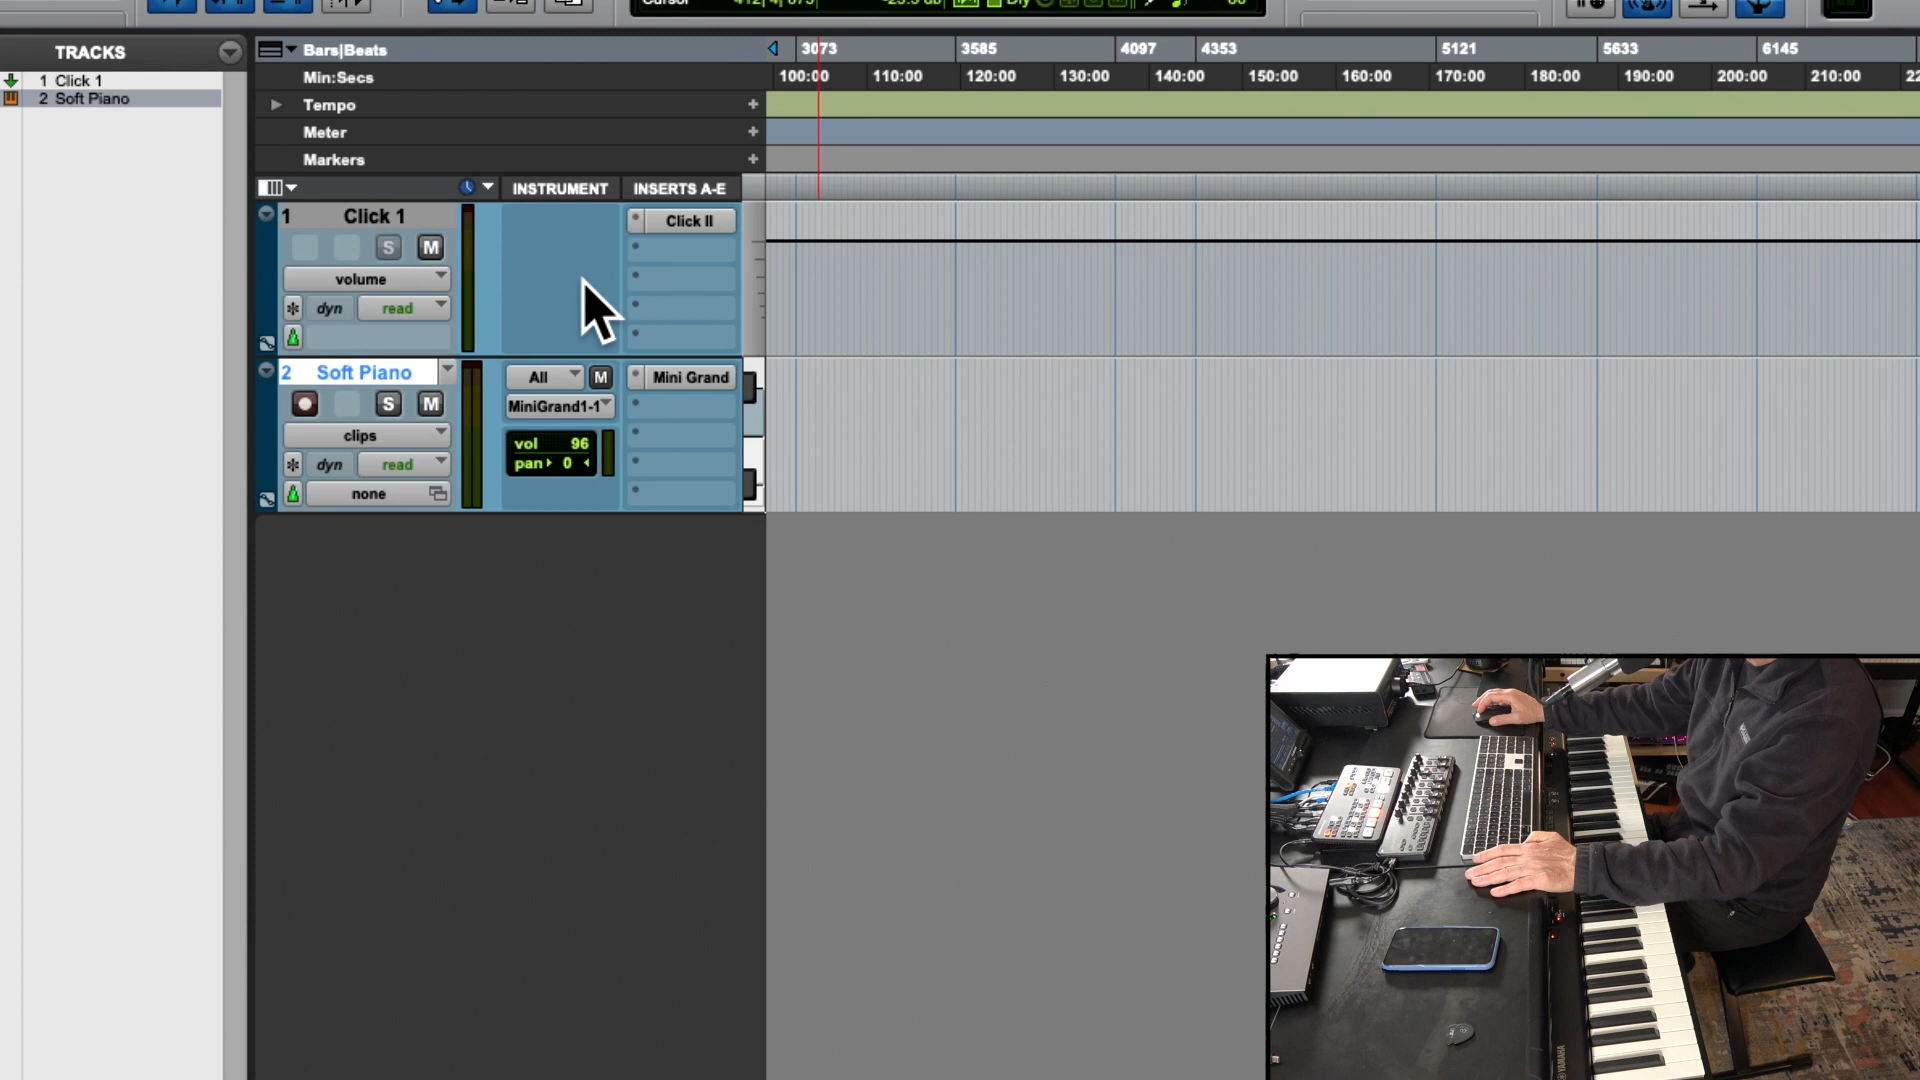 Cursor
TRACKS
1 Click 1
2 Soft Piano
Bars|Beats
3073 3585 4097 4353 5121 5633 6145
Min:Secs
100:00 110:00 120:00 130:00 140:00 150:00 160:00 170:00 180:00 190:00 200:00 210:00
Tempo
Meter
Markers
INSTRUMENT INSERTS A-E
1 Click 1
Click II
S M
volume
dyn read
2 Soft Piano
All M Mini Grand
S M
MiniGrand1-1
clips
vol 96
dyn read
pan 0
none
YAMAHA